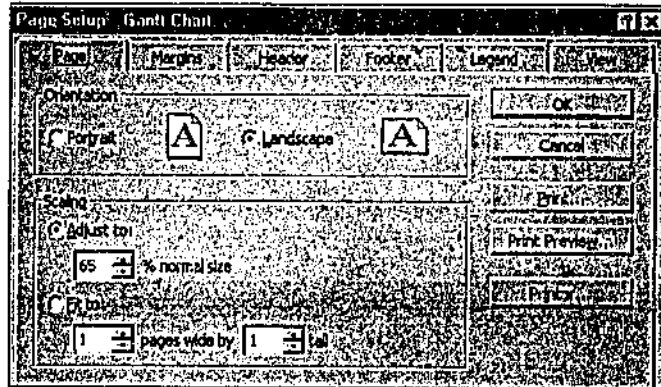 Page Setup - Gantt Chart
Page Margins Header Footer Legend View
Orientation
Portrait A Landscape A
Scaling
Adjust to:
65 % normal size
Fit to:
1 pages wide by 1 tall
OK
Cancel
Print...
Print Preview...
Printer...